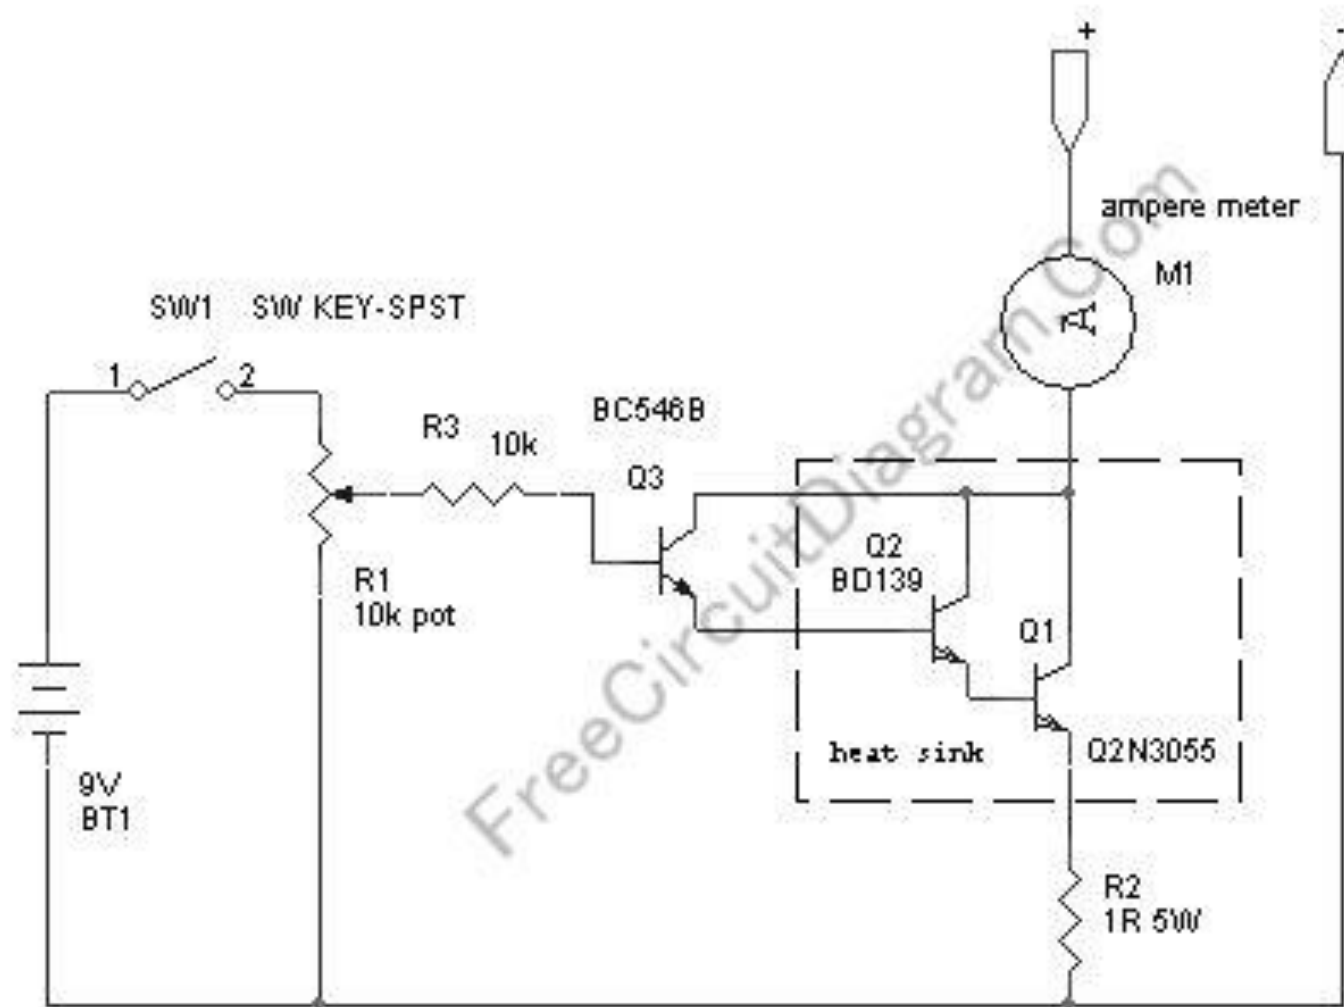 +
-
ampere meter
M1
A
SW1 SW KEY-SPST
1 2
BC546B
R3 10k
Q3
Q2
BD139
R1
10k pot
Q1
heat sink
Q2N3055
9V
BT1
R2
1R 5W
FreeCircuitDiagram.Com